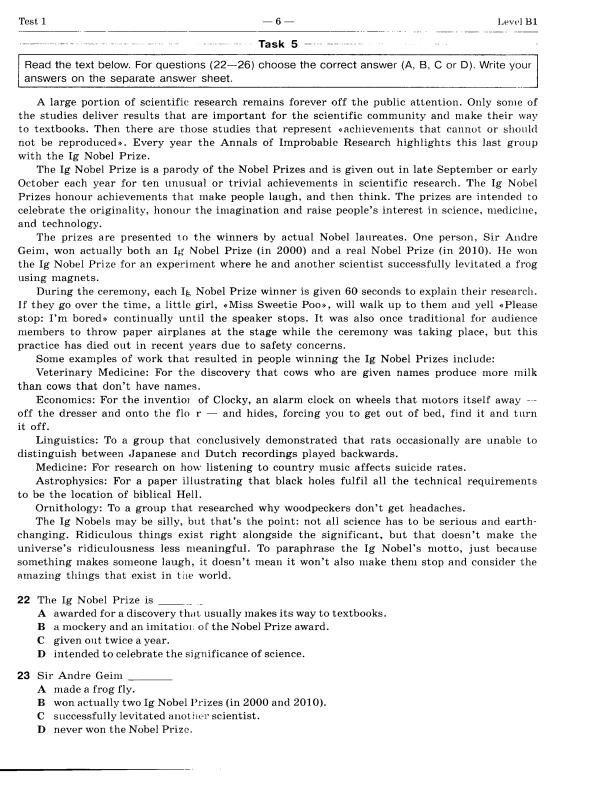 Test 1 — 6 — Level B1
Task 5
Read the text below. For questions (22—26) choose the correct answer (A, B, C or D). Write your
answers on the separate answer sheet.
A large portion of scientific research remains forever off the public attention. Only some of
the studies deliver results that are important for the scientific community and make their way
to textbooks. Then there are those studies that represent «achievements that cannot or should
not be reproduced». Every year the Annals of Improbable Research highlights this last group
with the Ig Nobel Prize.
The Ig Nobel Prize is a parody of the Nobel Prizes and is given out in late September or early
October each year for ten unusual or trivial achievements in scientific research. The Ig Nobel
Prizes honour achievements that make people laugh, and then think. The prizes are intended to
celebrate the originality, honour the imagination and raise people's interest in science, medicine,
and technology.
The prizes are presented to the winners by actual Nobel laureates. One person, Sir Andre
Geim, won actually both an Ig Nobel Prize (in 2000) and a real Nobel Prize (in 2010). He won
the Ig Nobel Prize for an experiment where he and another scientist successfully levitated a frog
using magnets.
During the ceremony, each Ig Nobel Prize winner is given 60 seconds to explain their research.
If they go over the time, a little girl, «Miss Sweetie Poo», will walk up to them and yell «Please
stop: I'm bored» continually until the speaker stops. It was also once traditional for audience
members to throw paper airplanes at the stage while the ceremony was taking place, but this
practice has died out in recent years due to safety concerns.
Some examples of work that resulted in people winning the Ig Nobel Prizes include:
Veterinary Medicine: For the discovery that cows who are given names produce more milk
than cows that don't have names.
Economics: For the invention of Clocky, an alarm clock on wheels that motors itself away —
off the dresser and onto the flo r — and hides, forcing you to get out of bed, find it and turn
it off.
Linguistics: To a group that conclusively demonstrated that rats occasionally are unable to
distinguish between Japanese and Dutch recordings played backwards.
Medicine: For research on how listening to country music affects suicide rates.
Astrophysics: For a paper illustrating that black holes fulfil all the technical requirements
to be the location of biblical Hell.
Ornithology: To a group that researched why woodpeckers don't get headaches.
The Ig Nobels may be silly, but that's the point: not all science has to be serious and earth-
changing. Ridiculous things exist right alongside the significant, but that doesn't make the
universe's ridiculousness less meaningful. To paraphrase the Ig Nobel's motto, just because
something makes someone laugh, it doesn't mean it won't also make them stop and consider the
amazing things that exist in the world.
22 The Ig Nobel Prize is ______
A awarded for a discovery that usually makes its way to textbooks.
B a mockery and an imitation of the Nobel Prize award.
C given out twice a year.
D intended to celebrate the significance of science.
23 Sir Andre Geim ______
A made a frog fly.
B won actually two Ig Nobel Prizes (in 2000 and 2010).
C successfully levitated another scientist.
D never won the Nobel Prize.